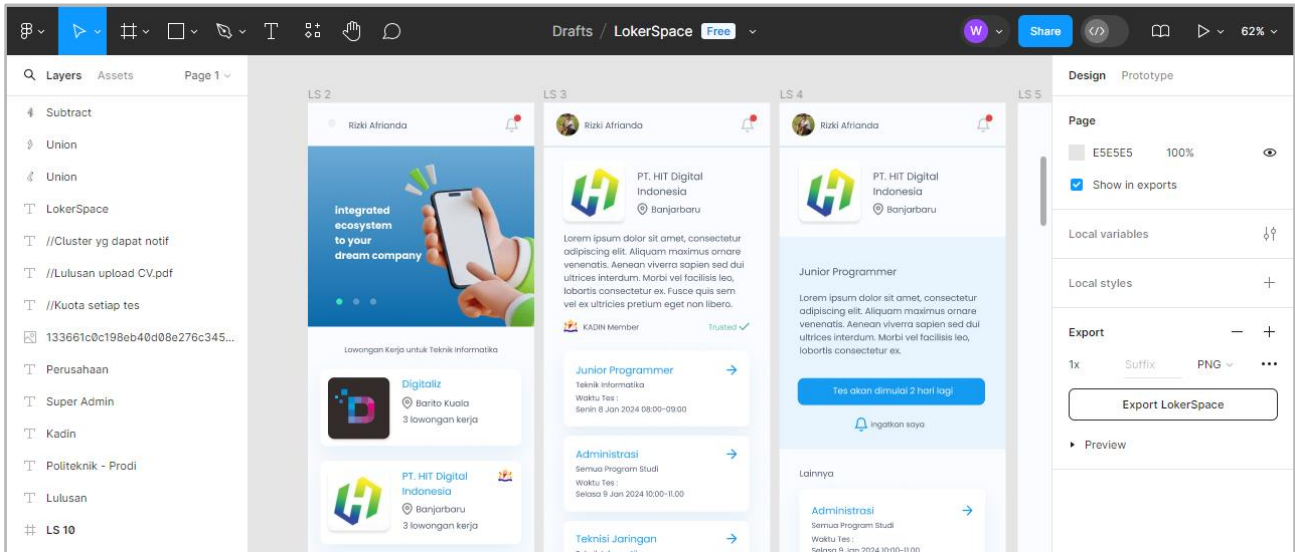 Drafts / LokerSpace Free
W
Share
62%
Layers Assets Page 1
Subtract
Union
Union
LokerSpace
//Cluster yg dapat notif
//Lulusan upload CV.pdf
//Kuota setiap tes
133661c0c198eb40d08e276c345...
Perusahaan
Super Admin
Kadin
Politeknik - Prodi
Lulusan
LS 10
LS 2
Rizki Afrianda
integrated
ecosystem
to your
dream company
Lowongan Kerja untuk Teknik Informatika
Digitaliz
Barito Kuala
3 lowongan kerja
PT. HIT Digital
Indonesia
Banjarbaru
3 lowongan kerja
LS 3
Rizki Afrianda
PT. HIT Digital
Indonesia
Banjarbaru
Lorem ipsum dolor sit amet, consectetur
adipiscing elit. Aliquam maximus ornare
venenatis. Aenean viverra sapien sed dui
ultrices interdum. Morbi vel facilisis leo,
lobortis consectetur ex. Fusce quis sem
vel ex ultricies pretium eget non libero.
KADIN Member Trusted
Junior Programmer
Teknik Informatika
Waktu Tes :
Senin 8 Jan 2024 08:00-09:00
Administrasi
Semua Program Studi
Waktu Tes :
Selasa 9 Jan 2024 10:00-11.00
Teknisi Jaringan
LS 4
Rizki Afrianda
PT. HIT Digital
Indonesia
Banjarbaru
Junior Programmer
Lorem ipsum dolor sit amet, consectetur
adipiscing elit. Aliquam maximus ornare
venenatis. Aenean viverra sapien sed dui
ultrices interdum. Morbi vel facilisis leo,
lobortis consectetur ex.
Tes akan dimulai 2 hari lagi
ingatkan saya
Lainnya
Administrasi
Semua Program Studi
Waktu Tes :
Selasa 9 Jan 2024 10:00-11.00
LS 5
Design Prototype
Page
E5E5E5 100%
Show in exports
Local variables
Local styles
Export
1x Suffix PNG
Export LokerSpace
Preview